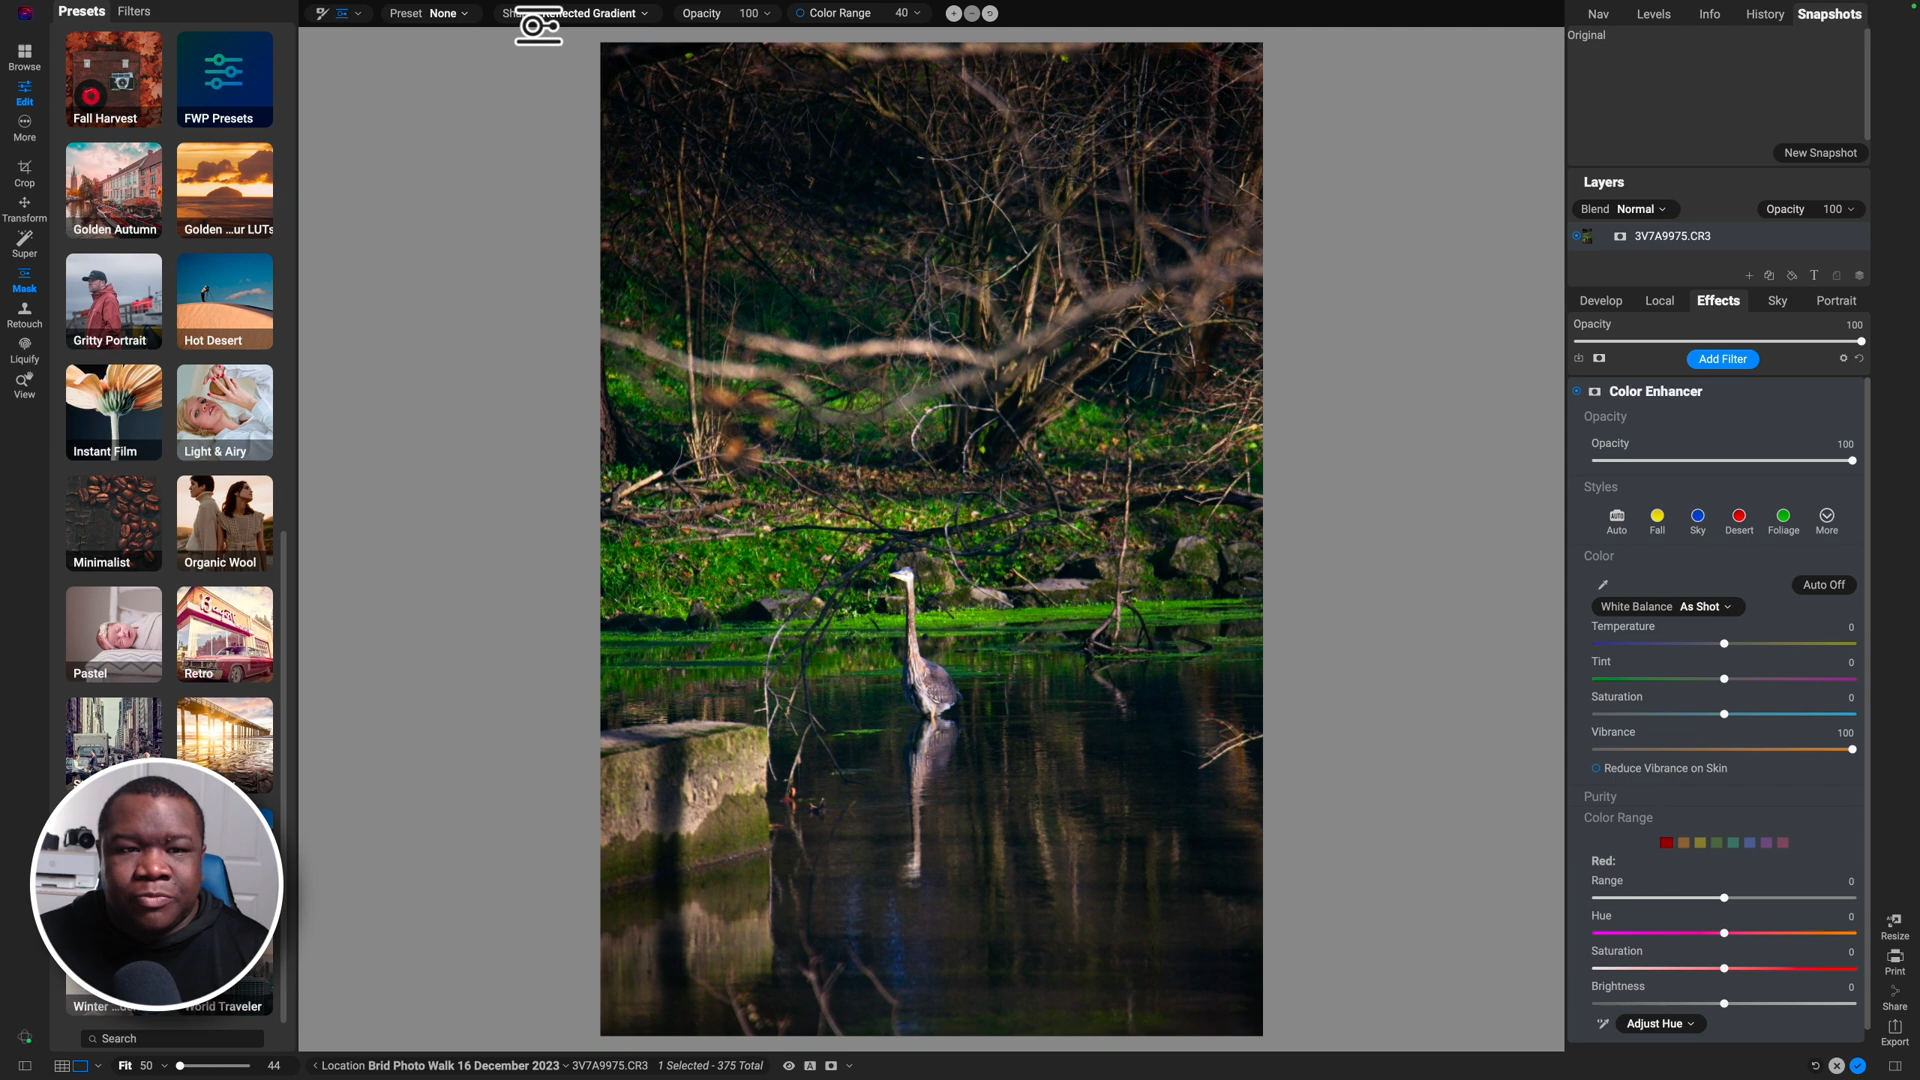 Presets Filters
Preset None
Reflected Gradient
Opacity 100
Color Range 40
Nav Levels Info History Snapshots
Original
New Snapshot
Browse
Edit
More
Crop
Transform
Super
Mask
Retouch
Liquify
View
Fall Harvest
FWP Presets
Golden Autumn
Golden ...ur LUTs
Gritty Portrait
Hot Desert
Instant Film
Light & Airy
Minimalist
Organic Wool
Pastel
Retro
Winter
World Traveler
Search
Layers
Blend Normal
Opacity 100
3V7A9975.CR3
T
Develop Local Effects Sky Portrait
Opacity 100
Add Filter
Color Enhancer
Opacity
Opacity 100
Styles
AUTO
Auto Fall Sky Desert Foliage More
Color
Auto Off
White Balance As Shot
Temperature 0
Tint 0
Saturation 0
Vibrance 100
Reduce Vibrance on Skin
Purity
Color Range
Red:
Range 0
Hue 0
Saturation 0
Brightness 0
Adjust Hue
Resize
Print
Share
Export
Fit 50 44
Location Brid Photo Walk 16 December 2023 3V7A9975.CR3 1 Selected - 375 Total
A